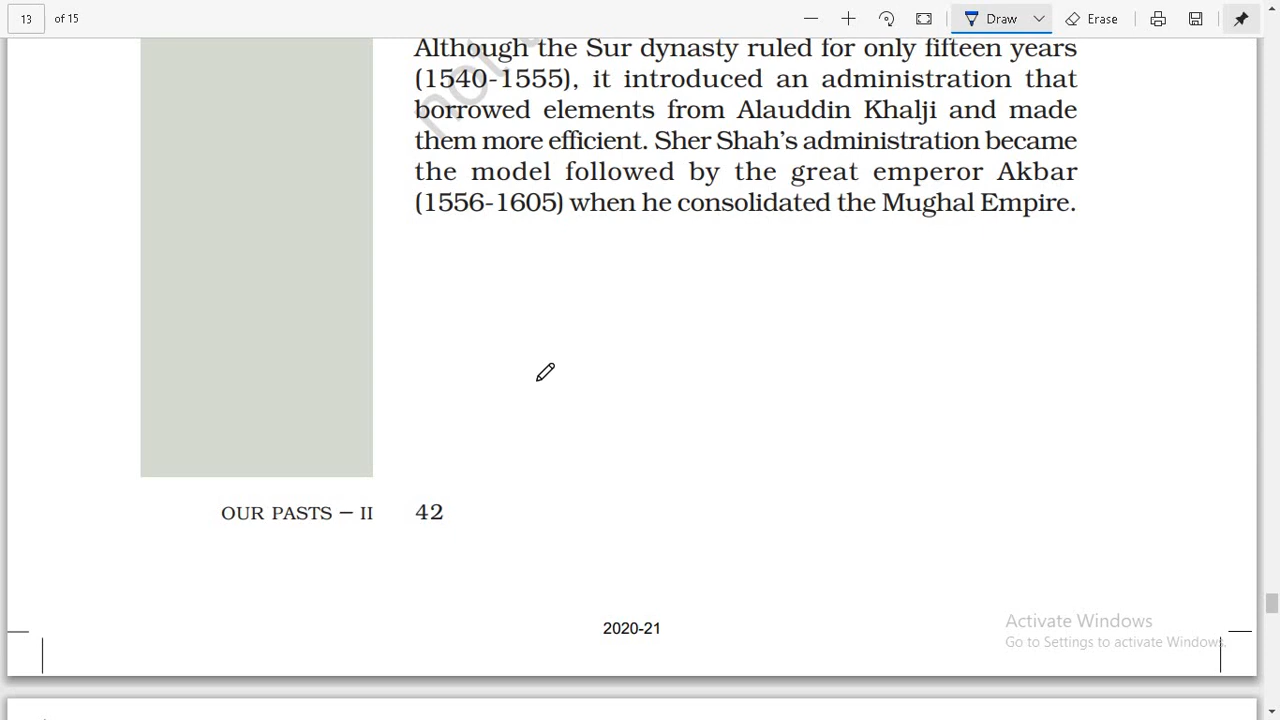 13 of 15 Draw Erase
Although the Sur dynasty ruled for only fifteen years
(1540-1555), it introduced an administration that
borrowed elements from Alauddin Khalji and made
them more efficient. Sher Shah's administration became
the model followed by the great emperor Akbar
(1556-1605) when he consolidated the Mughal Empire.
OUR PASTS – II 42
2020-21
Activate Windows
Go to Settings to activate Windows.